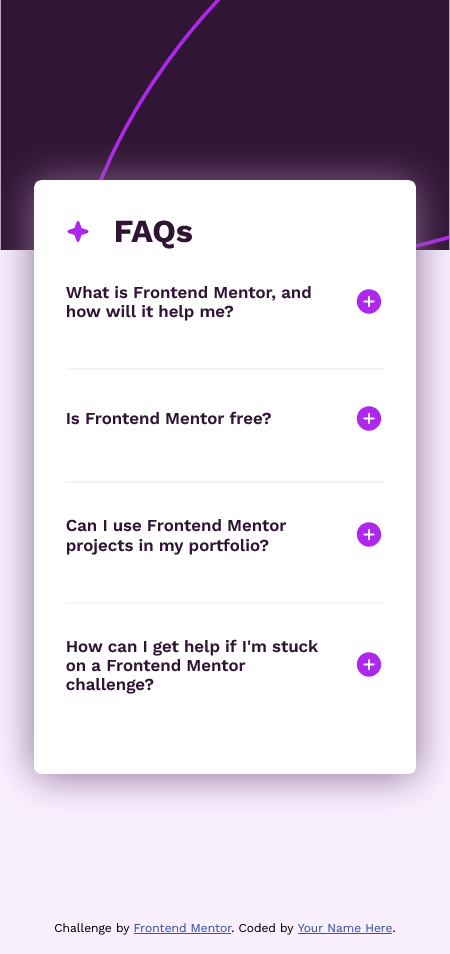 FAQs
What is Frontend Mentor, and
how will it help me?
Is Frontend Mentor free?
Can I use Frontend Mentor
projects in my portfolio?
How can I get help if I'm stuck
on a Frontend Mentor
challenge?
Challenge by Frontend Mentor. Coded by Your Name Here.